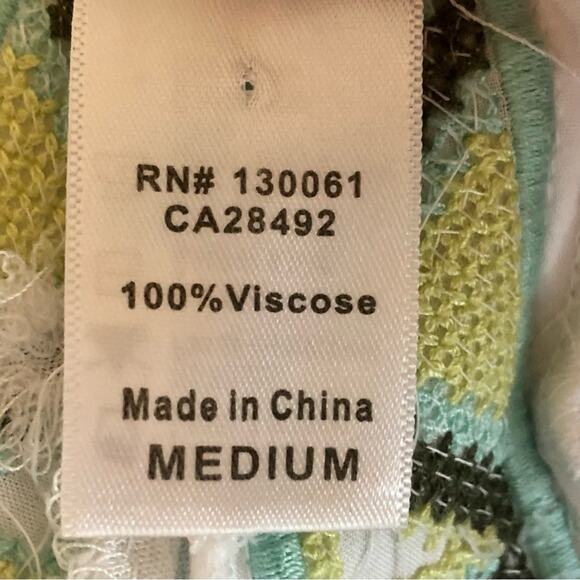 RN# 130061
CA28492
100%Viscose
Made in China
MEDIUM